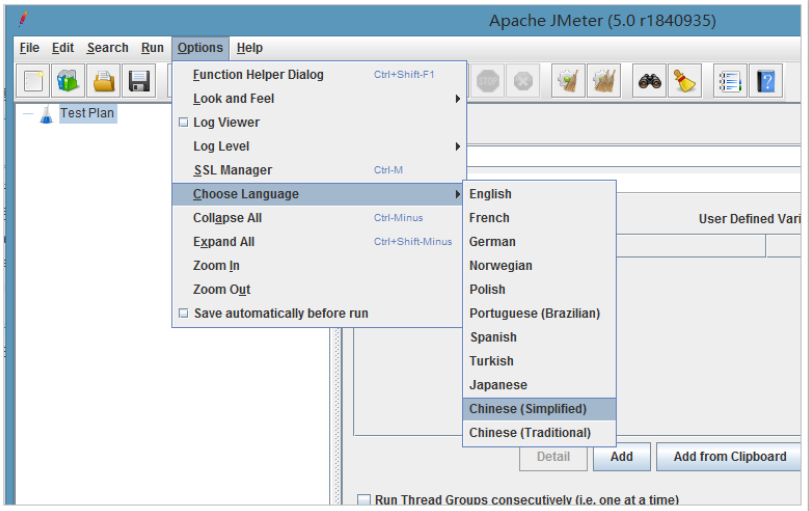 Apache JMeter (5.0 r1840935)
File Edit Search Run Options Help
Function Helper Dialog Ctrl+Shift-F1
Look and Feel
Log Viewer
Log Level
SSL Manager Ctrl-M
Choose Language
Collapse All Ctrl-Minus
Expand All Ctrl+Shift-Minus
Zoom In
Zoom Out
Save automatically before run
English
French
German
Norwegian
Polish
Portuguese (Brazilian)
Spanish
Turkish
Japanese
Chinese (Simplified)
Chinese (Traditional)
STOP
Test Plan
User Defined Vari
Detail Add Add from Clipboard
Run Thread Groups consecutively (i.e. one at a time)